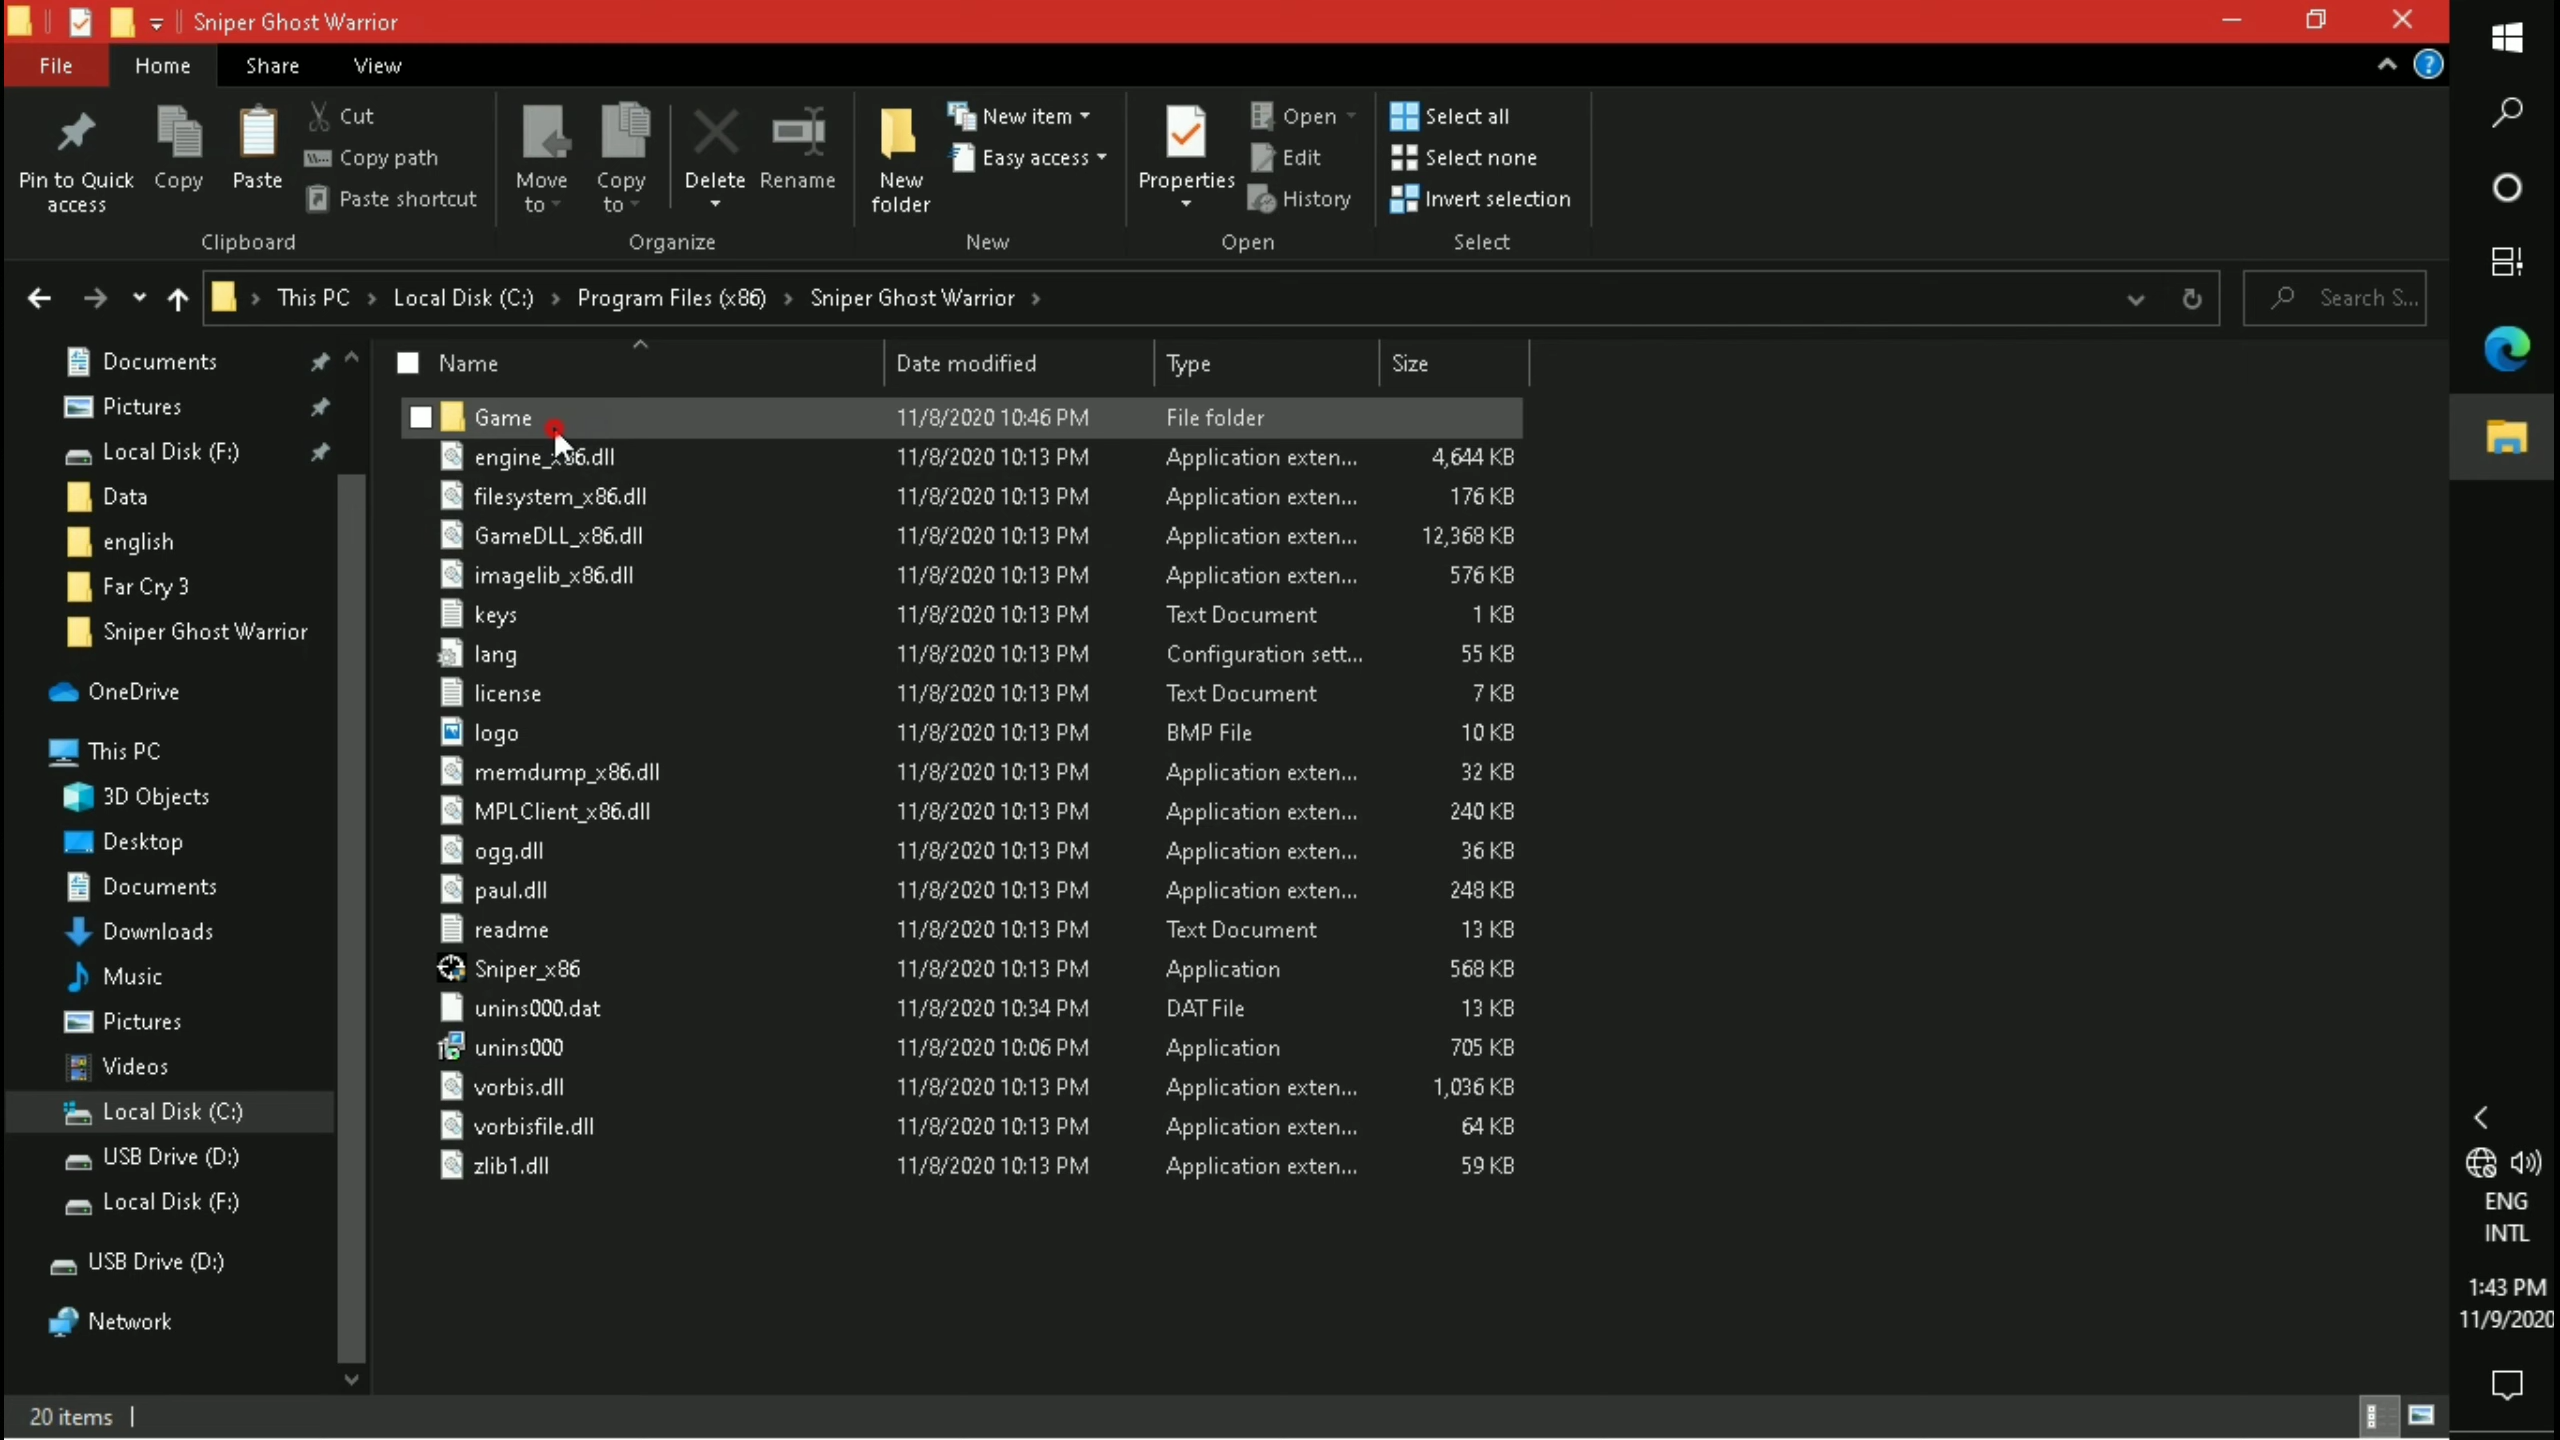 Sniper Ghost Warrior
File Home Share View
Pin to Quick access
Copy
Paste
Cut
Copy path
Paste shortcut
Clipboard
Move to
Copy to
Delete
Rename
Organize
New folder
New item
Easy access
New
Properties
Open
Edit
History
Open
Select all
Select none
Invert selection
Select
This PC > Local Disk (C:) > Program Files (x86) > Sniper Ghost Warrior >
Search S...
Documents
Pictures
Local Disk (F:)
Data
english
Far Cry 3
Sniper Ghost Warrior
OneDrive
This PC
3D Objects
Desktop
Documents
Downloads
Music
Pictures
Videos
Local Disk (C:)
USB Drive (D:)
Local Disk (F:)
USB Drive (D:)
Network
Name Date modified Type Size
Game 11/8/2020 10:46 PM File folder
engine_x86.dll 11/8/2020 10:13 PM Application exten... 4,644 KB
filesystem_x86.dll 11/8/2020 10:13 PM Application exten... 176 KB
GameDLL_x86.dll 11/8/2020 10:13 PM Application exten... 12,368 KB
imagelib_x86.dll 11/8/2020 10:13 PM Application exten... 576 KB
keys 11/8/2020 10:13 PM Text Document 1 KB
lang 11/8/2020 10:13 PM Configuration sett... 55 KB
license 11/8/2020 10:13 PM Text Document 7 KB
logo 11/8/2020 10:13 PM BMP File 10 KB
memdump_x86.dll 11/8/2020 10:13 PM Application exten... 32 KB
MPLClient_x86.dll 11/8/2020 10:13 PM Application exten... 240 KB
ogg.dll 11/8/2020 10:13 PM Application exten... 36 KB
paul.dll 11/8/2020 10:13 PM Application exten... 248 KB
readme 11/8/2020 10:13 PM Text Document 13 KB
Sniper_x86 11/8/2020 10:13 PM Application 568 KB
unins000.dat 11/8/2020 10:34 PM DAT File 13 KB
unins000 11/8/2020 10:06 PM Application 705 KB
vorbis.dll 11/8/2020 10:13 PM Application exten... 1,036 KB
vorbisfile.dll 11/8/2020 10:13 PM Application exten... 64 KB
zlib1.dll 11/8/2020 10:13 PM Application exten... 59 KB
20 items
ENG
INTL
1:43 PM
11/9/2020